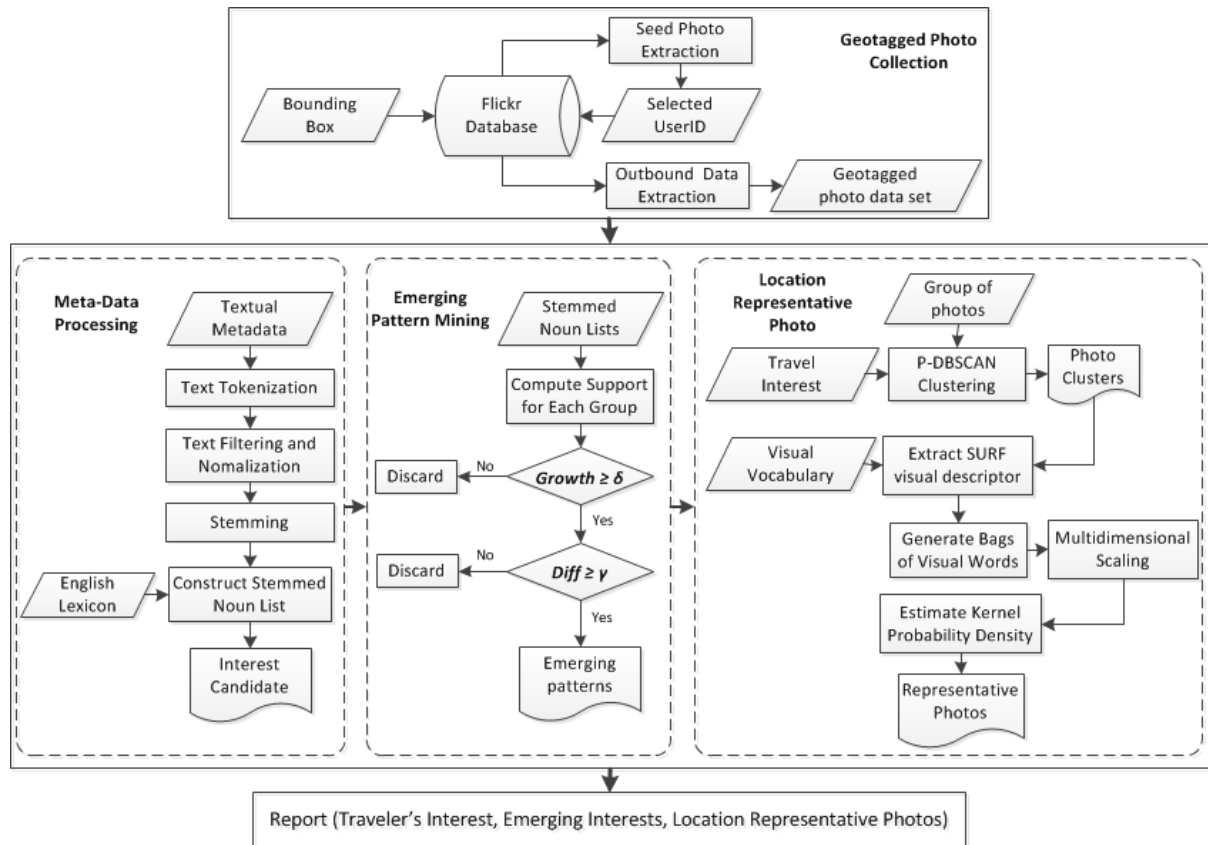 Seed Photo
Extraction
Geotagged Photo
Collection
Bounding
Box
Flickr
Database
Selected
UserID
Outbound Data
Extraction
Geotagged
photo data set
Meta-Data
Processing
Textual
Metadata
Text Tokenization
Text Filtering and
Nomalization
Stemming
English
Lexicon
Construct Stemmed
Noun List
Interest
Candidate
Emerging
Pattern Mining
Stemmed
Noun Lists
Compute Support
for Each Group
Discard
No
Growth ≥ δ
Yes
Discard
No
Diff ≥ γ
Yes
Emerging
patterns
Location
Representative
Photo
Group of
photos
Travel
Interest
P-DBSCAN
Clustering
Photo
Clusters
Visual
Vocabulary
Extract SURF
visual descriptor
Generate Bags
of Visual Words
Multidimensional
Scaling
Estimate Kernel
Probability Density
Representative
Photos
Report (Traveler's Interest, Emerging Interests, Location Representative Photos)